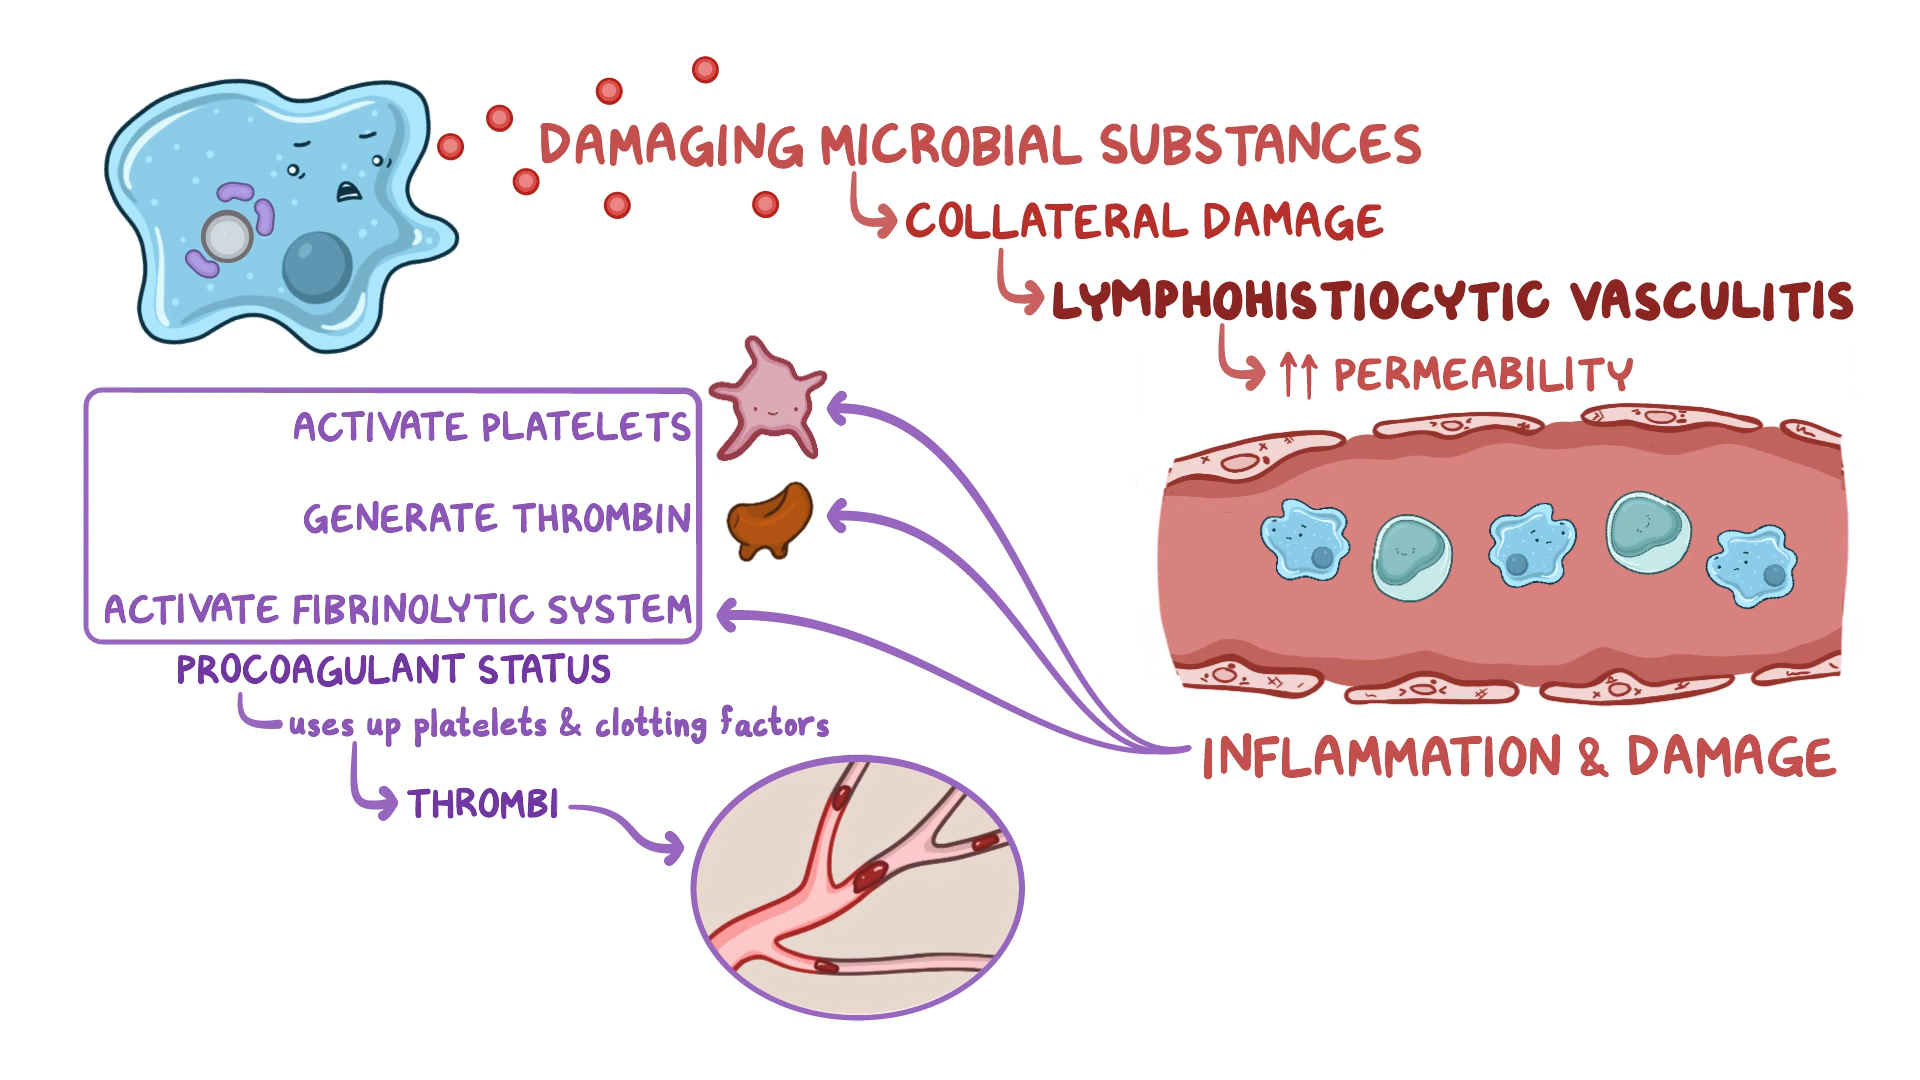 DAMAGING MICROBIAL SUBSTANCES
COLLATERAL DAMAGE
LYMPHOHISTIOCYTIC VASCULITIS
↑↑ PERMEABILITY
ACTIVATE PLATELETS
GENERATE THROMBIN
ACTIVATE FIBRINOLYTIC SYSTEM
PROCOAGULANT STATUS
uses up platelets & clotting factors
THROMBI
INFLAMMATION & DAMAGE